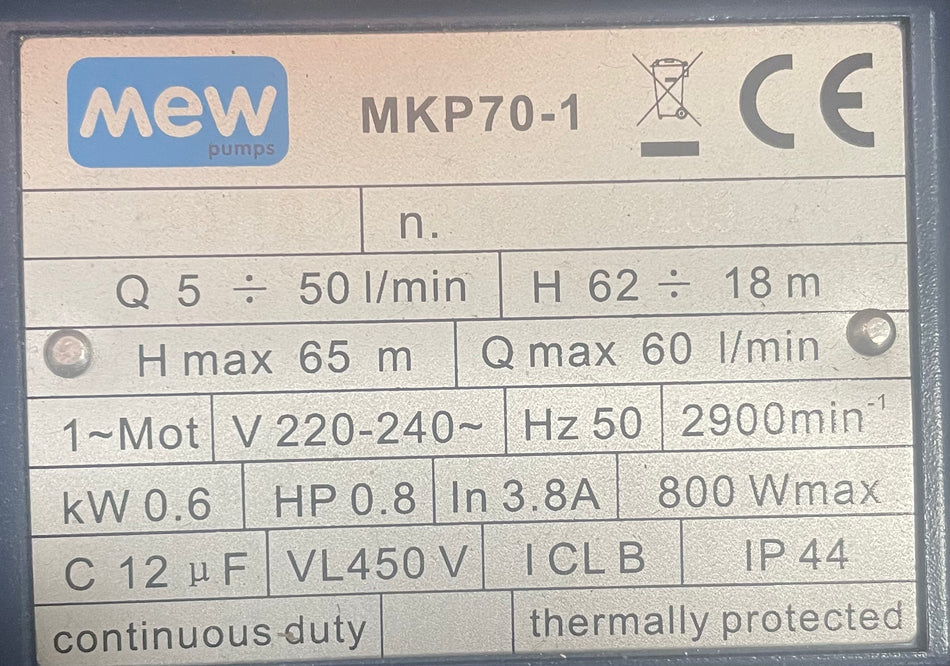 mew
pumps
MKP70-1 CE
n.
Q 5 ÷ 50 l/min H 62 ÷ 18 m
H max 65 m Q max 60 l/min
1~Mot V 220-240~ Hz 50 2900min⁻¹
kW 0.6 HP 0.8 In 3.8A 800 Wmax
C 12 µF VL450 V I CL B IP 44
continuous duty thermally protected